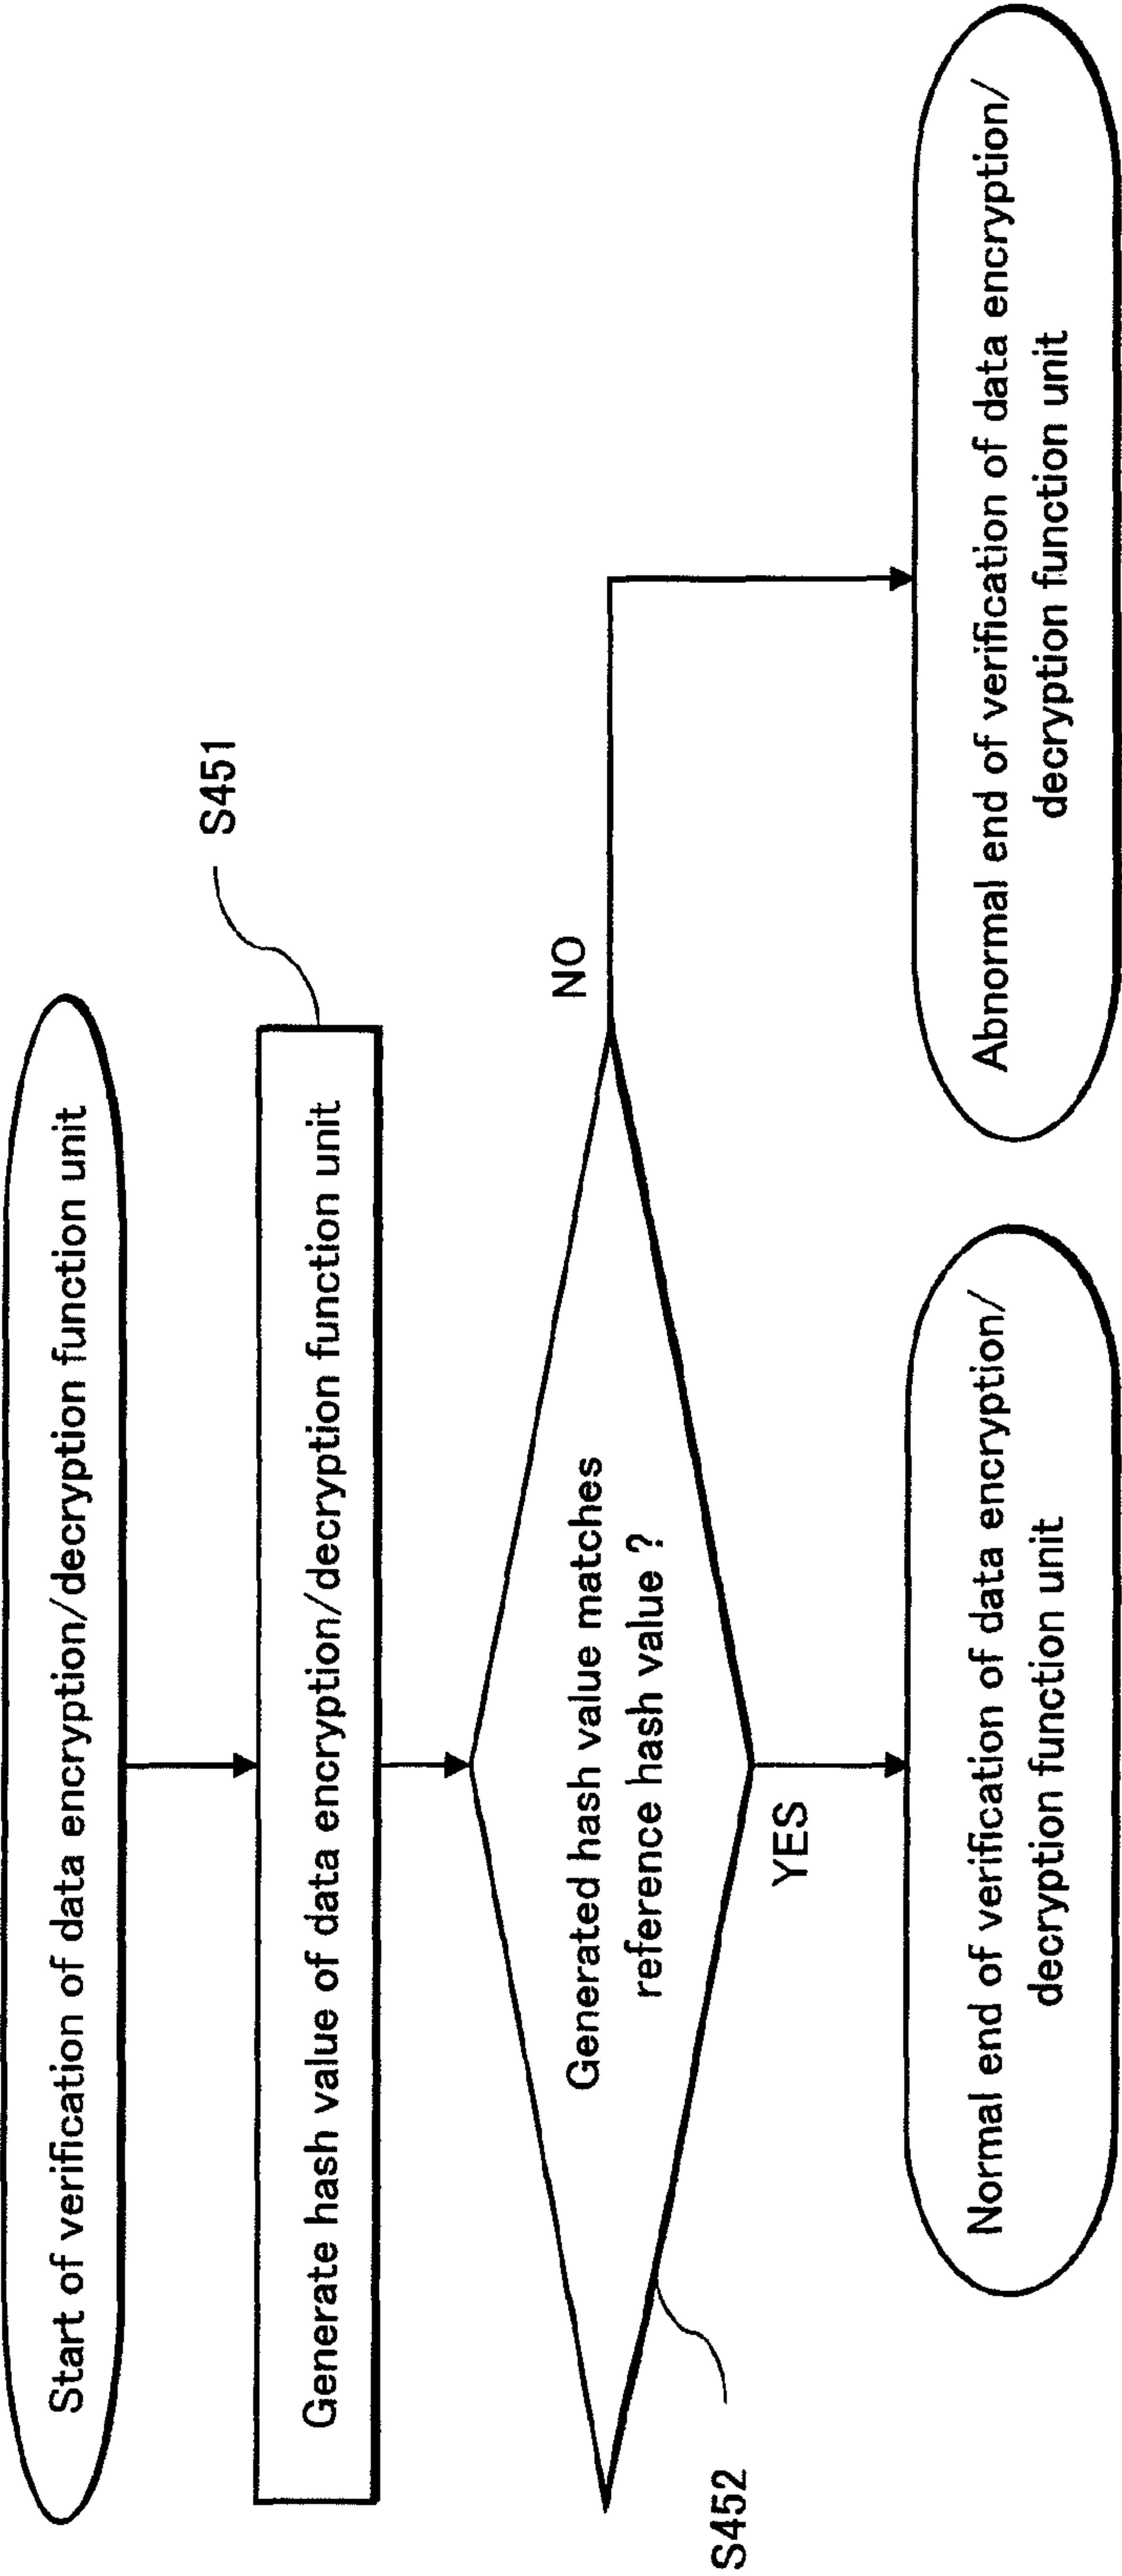 Start of verification of data encryption/decryption function unit
S451
Generate hash value of data encryption/decryption function unit
Generated hash value matches
reference hash value ?
NO
S452
YES
Normal end of verification of data encryption/
decryption function unit
Abnormal end of verification of data encryption/
decryption function unit